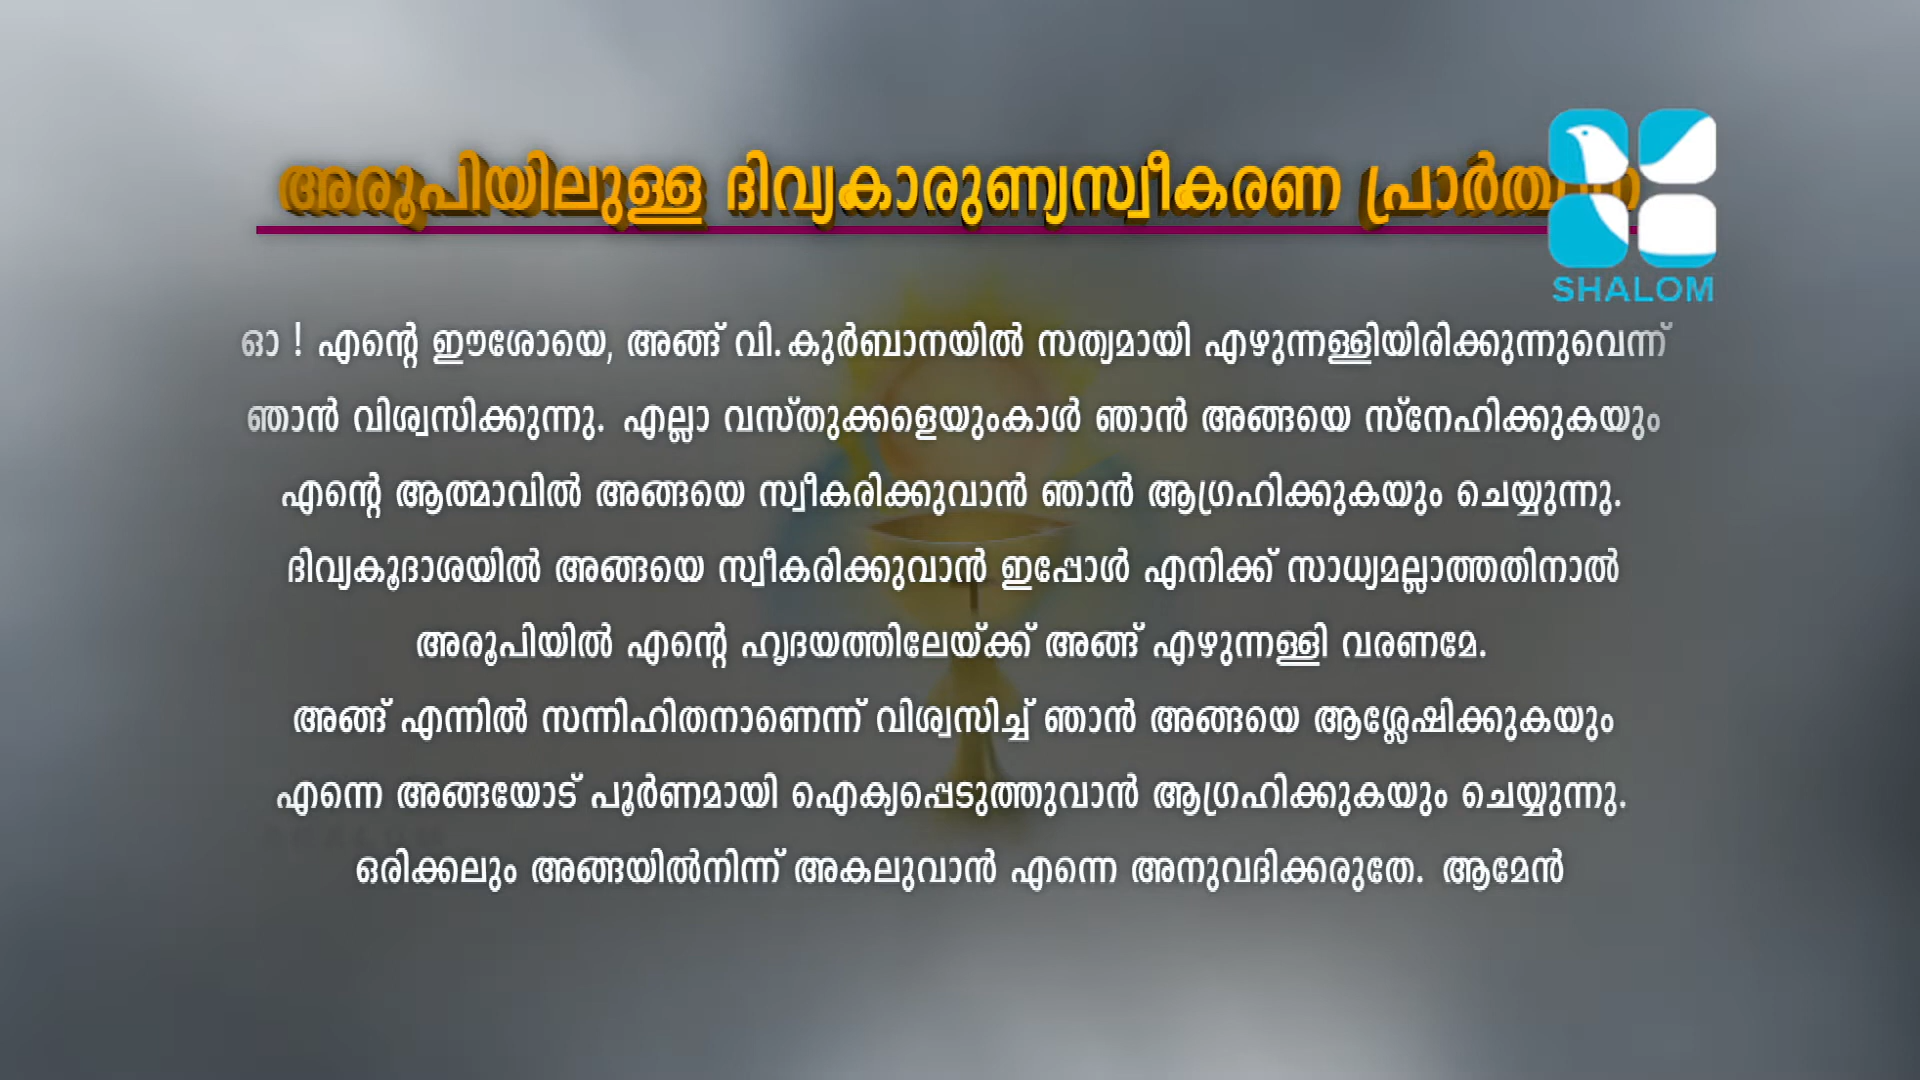 അരൂപിയിലുള്ള ദിവ്യകാരുണ്യസ്വീകരണ
SHALOM
ഓ ! എന്റെ ഈശോയെ, അങ്ങ് വി. കുർബാനയിൽ സത്യമായി എഴുന്നള്ളിയിരിക്കുന്നുവെന്ന്
ഞാൻ വിശ്വസിക്കുന്നു. എല്ലാ വസ്തുക്കളെയുംകാൾ ഞാൻ അങ്ങയെ സ്നേഹിക്കുകയും
എന്റെ ആത്മാവിൽ അങ്ങയെ സ്വീകരിക്കുവാൻ ഞാൻ ആഗ്രഹിക്കുകയും ചെയ്യുന്നു.
ദിവ്യകൂദാശയിൽ അങ്ങയെ സ്വീകരിക്കുവാൻ ഇപ്പോൾ എനിക്ക് സാധ്യമല്ലാത്തതിനാൽ
അരൂപിയിൽ എന്റെ ഹൃദയത്തിലേയ്ക്ക് അങ്ങ് എഴുന്നള്ളി വരണമേ.
അങ്ങ് എന്നിൽ സന്നിഹിതനാണെന്ന് വിശ്വസിച്ച് ഞാൻ അങ്ങയെ ആശ്ലേഷിക്കുകയും
എന്നെ അങ്ങയോട് പൂർണമായി ഐക്യപ്പെടുത്തുവാൻ ആഗ്രഹിക്കുകയും ചെയ്യുന്നു.
ഒരിക്കലും അങ്ങയിൽനിന്ന് അകലുവാൻ എന്നെ അനുവദിക്കരുതേ. ആമേൻ